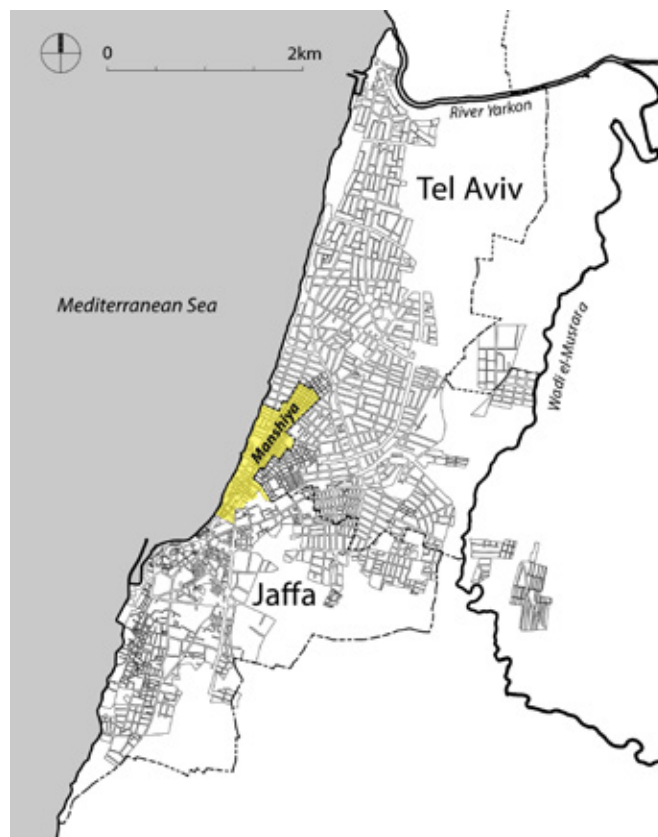 0 2km
River Yarkon
Tel Aviv
Mediterranean Sea
Wadi el-Musrara
Manshiya
Jaffa